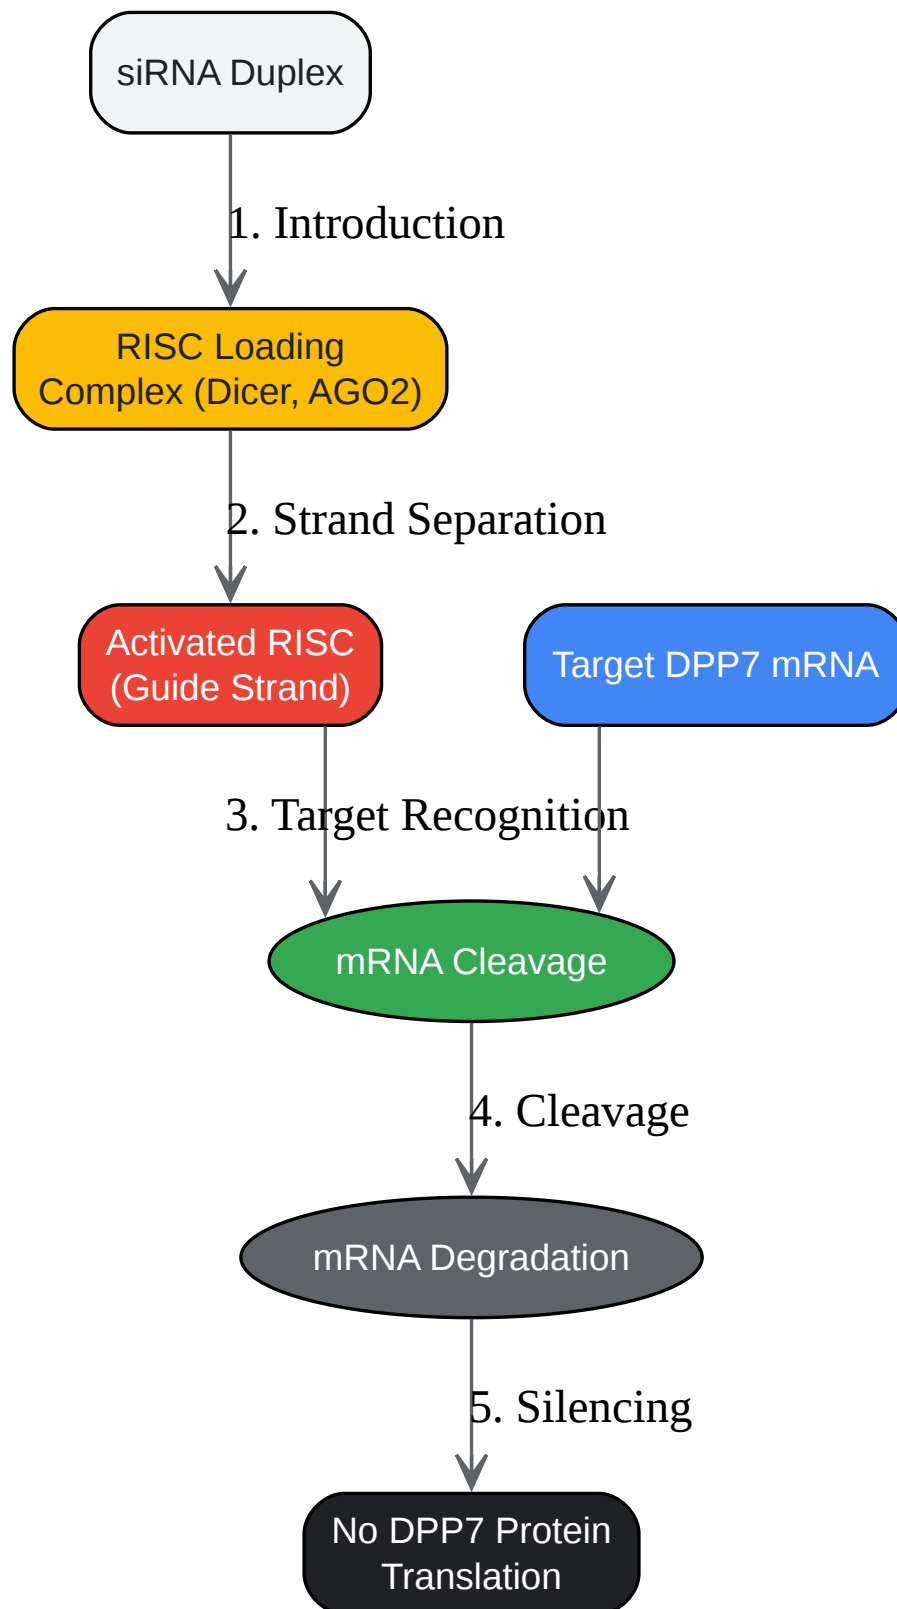 siRNA Duplex
1. Introduction
RISC Loading
Complex (Dicer, AGO2)
2. Strand Separation
Activated RISC
(Guide Strand)
Target DPP7 mRNA
3. Target Recognition
mRNA Cleavage
4. Cleavage
mRNA Degradation
5. Silencing
No DPP7 Protein
Translation